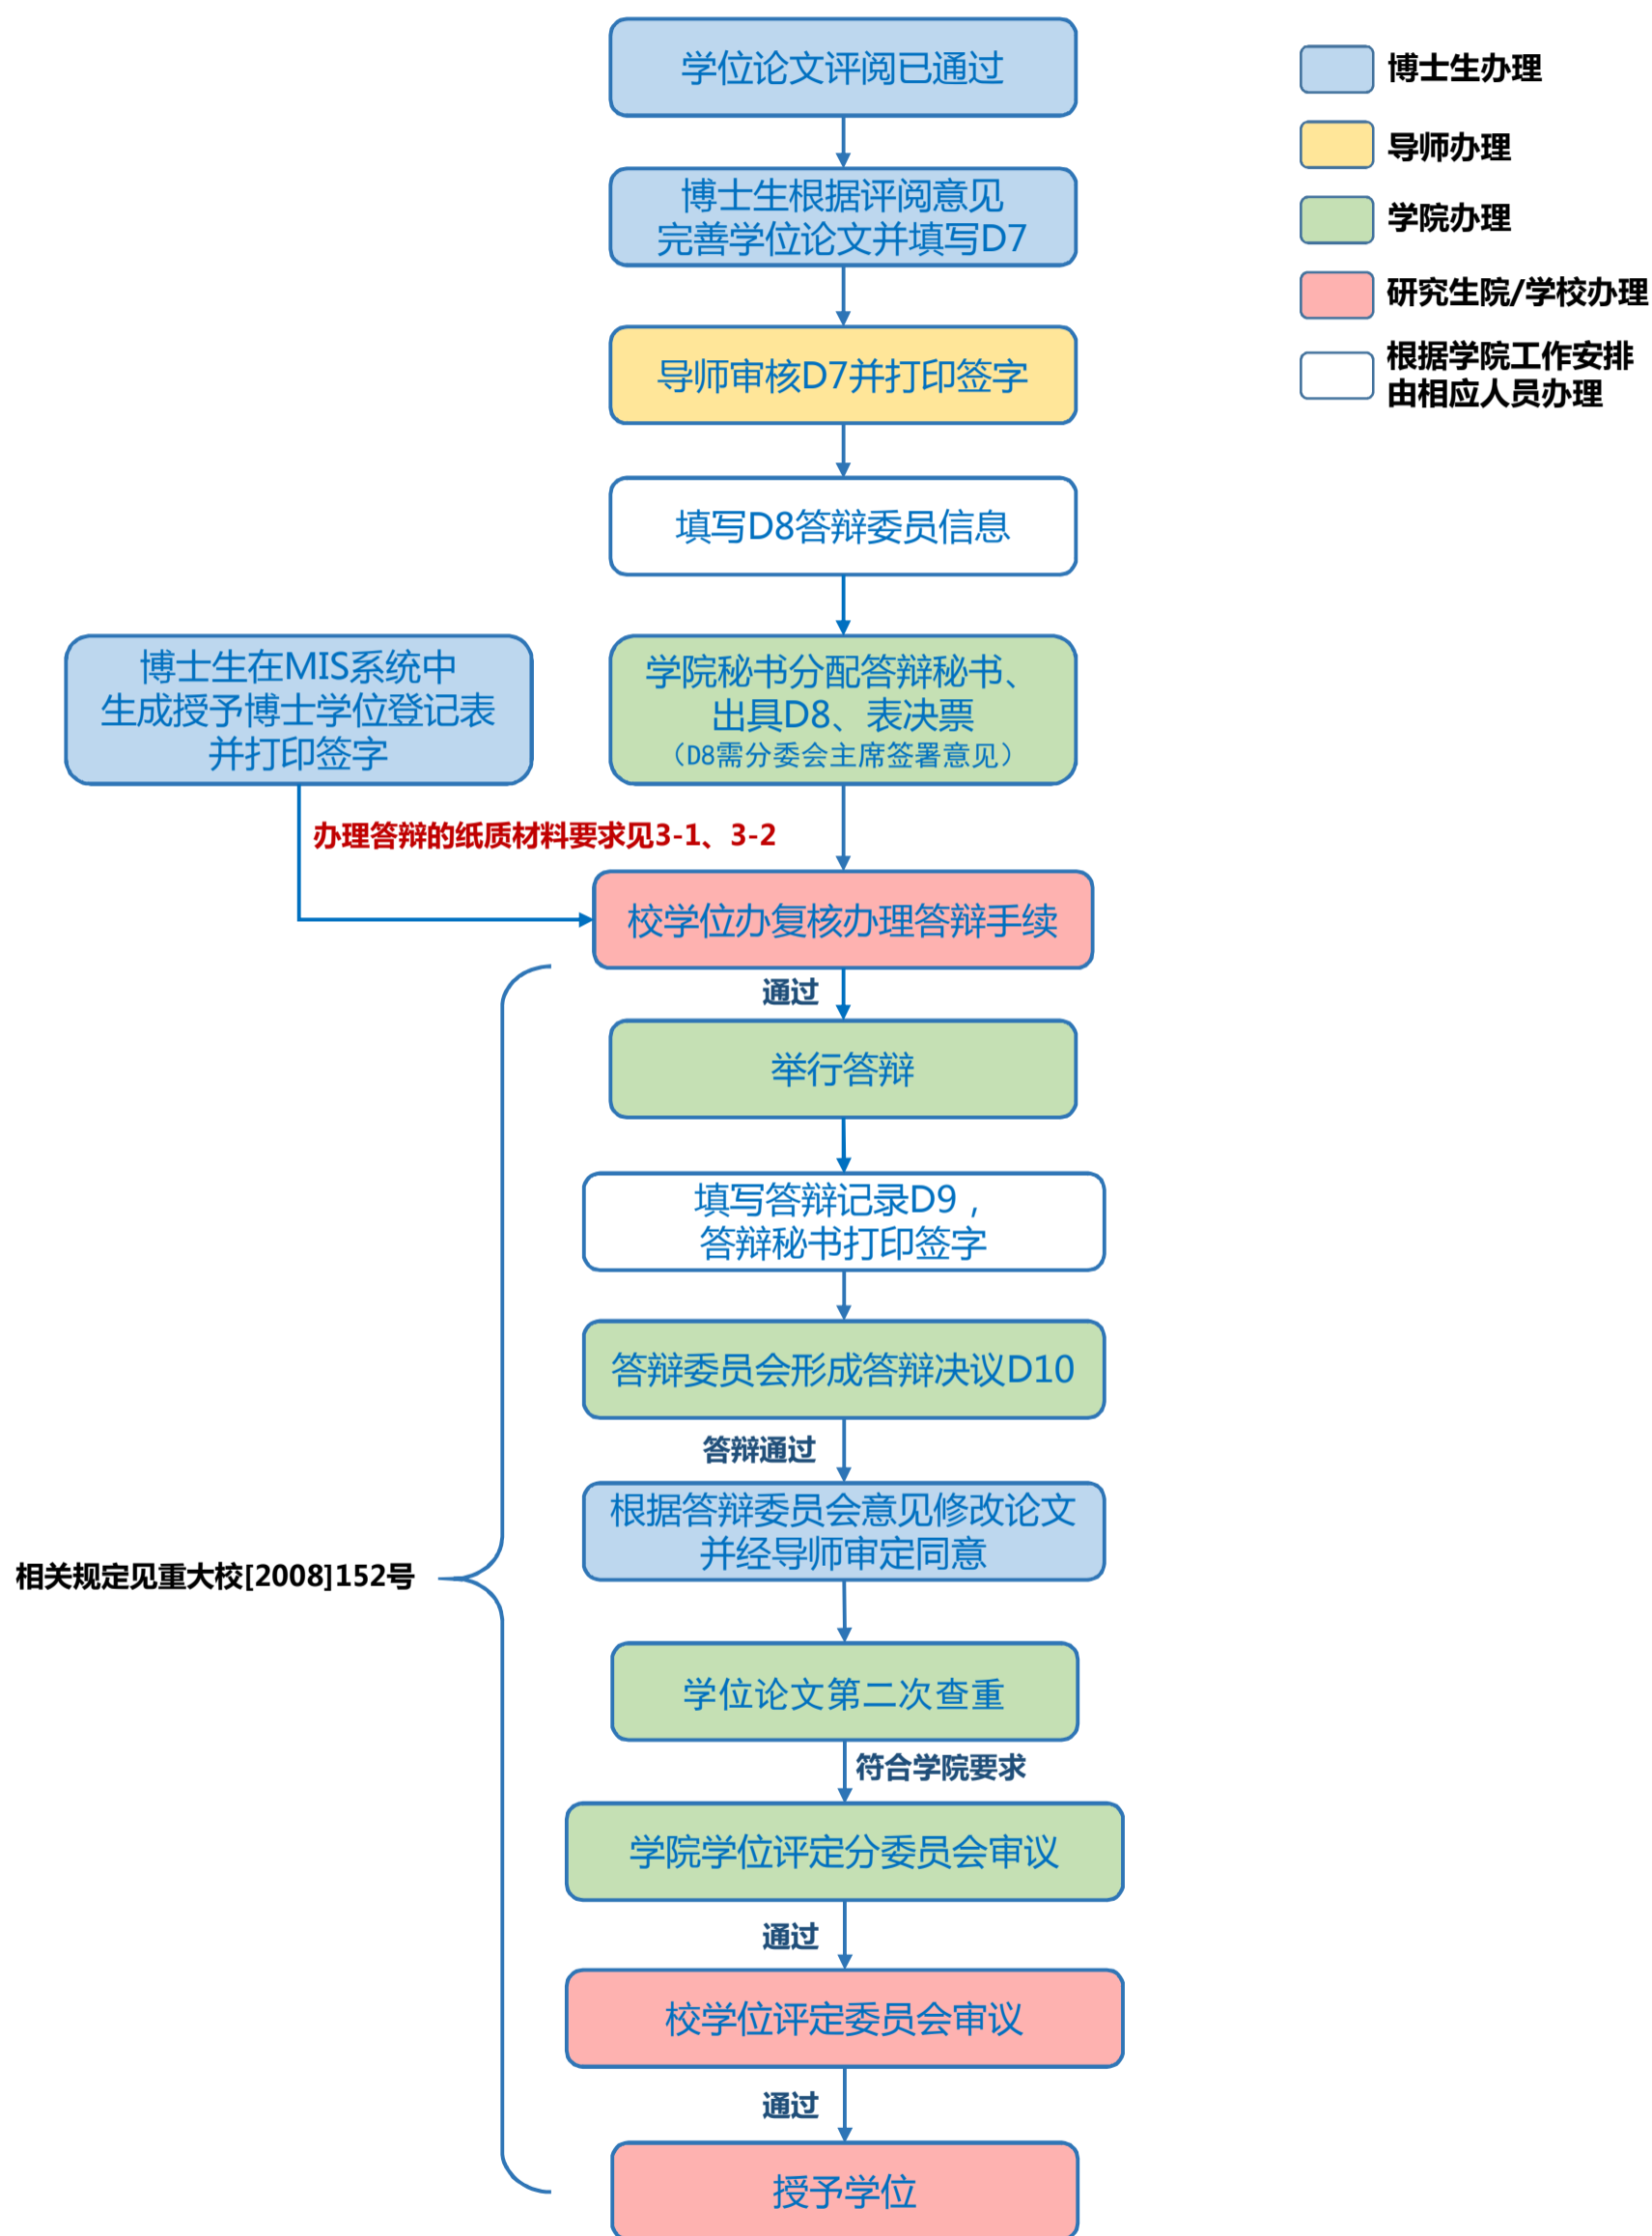 学位论文评阅已通过
博士生根据评阅意见
完善学位论文并填写D7
导师审核D7并打印签字
填写D8答辩委员信息
学院秘书分配答辩秘书、
出具D8、表决票
（D8需分委会主席签署意见）
博士生在MIS系统中
生成授予博士学位登记表
并打印签字
办理答辩的纸质材料要求见3-1、3-2
校学位办复核办理答辩手续
通过
举行答辩
填写答辩记录D9，
答辩秘书打印签字
答辩委员会形成答辩决议D10
答辩通过
根据答辩委员会意见修改论文
并经导师审定同意
相关规定见重大校[2008]152号
学位论文第二次查重
符合学院要求
学院学位评定分委员会审议
通过
校学位评定委员会审议
通过
授予学位
博士生办理
导师办理
学院办理
研究生院/学校办理
根据学院工作安排
由相应人员办理